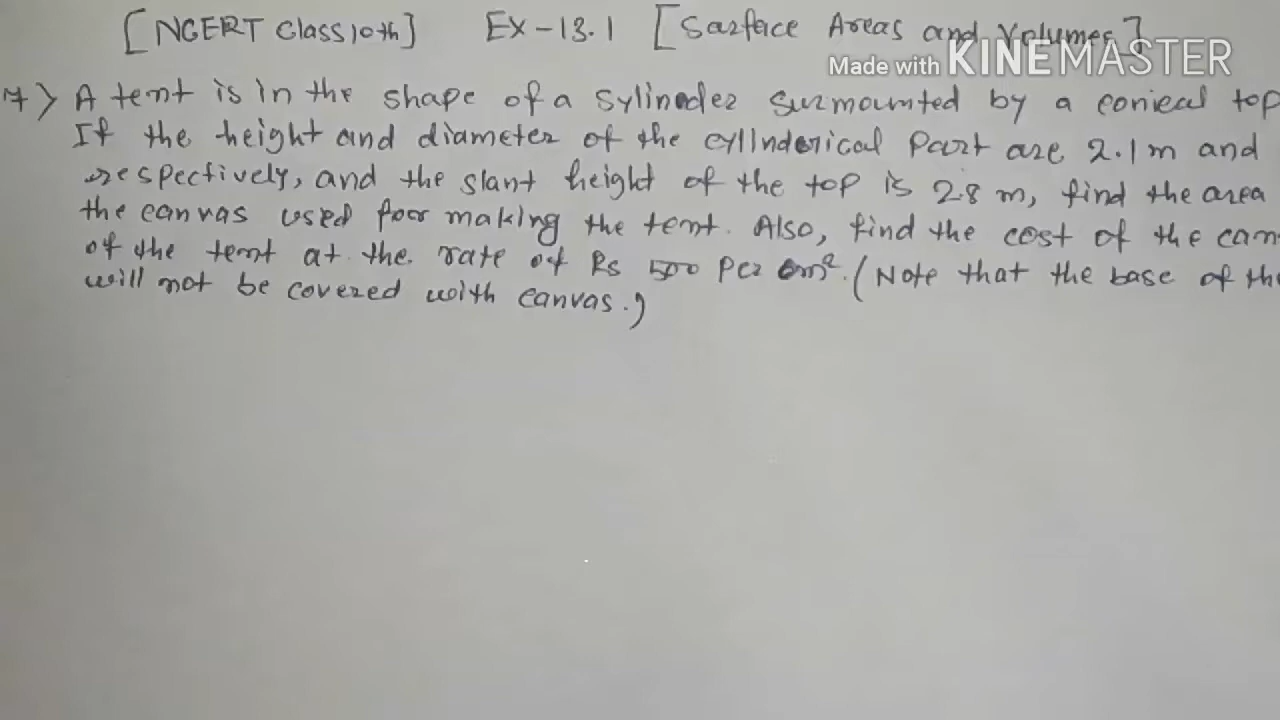 [NCERT Class 10th] Ex-13.1 [Sarface Areas and Volumes]
Made with KINEMASTER
7) A tent is in the shape of a sylinder surmounted by a conical top
If the height and diameter of the cyllinderical Part are 2.1 m and
respectively, and the slant height of the top is 2.8 m, find the area
the canvas used foor making the tent. Also, find the cost of the can
of the tent at the rate of Rs 500 Per m². (Note that the base of the
will not be covered with canvas.)